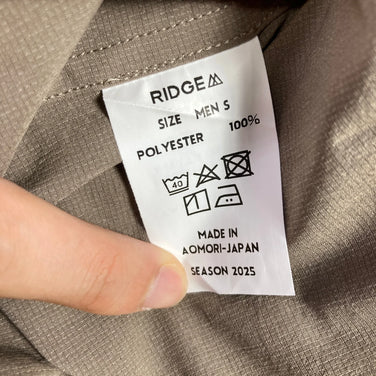 RIDGE
SIZE MEN S
POLYESTER 100%
40
MADE IN
AOMORI-JAPAN
SEASON 2025